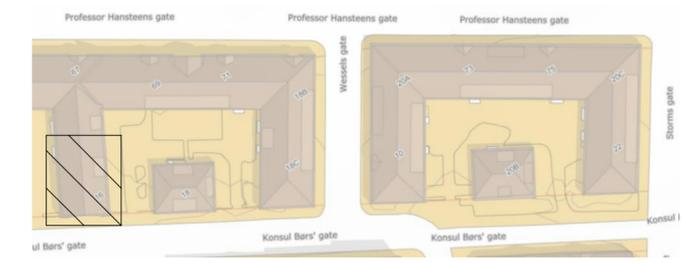 Professor Hansteens gate
Professor Hansteens gate
Professor Hansteens gate
Wessels gate
Storms gate
67
69
71
18B
18C
16
18
20A
73
75
20C
10
20B
22
Konsul Børs' gate
Konsul Børs' gate
ul Børs' gate
Konsul